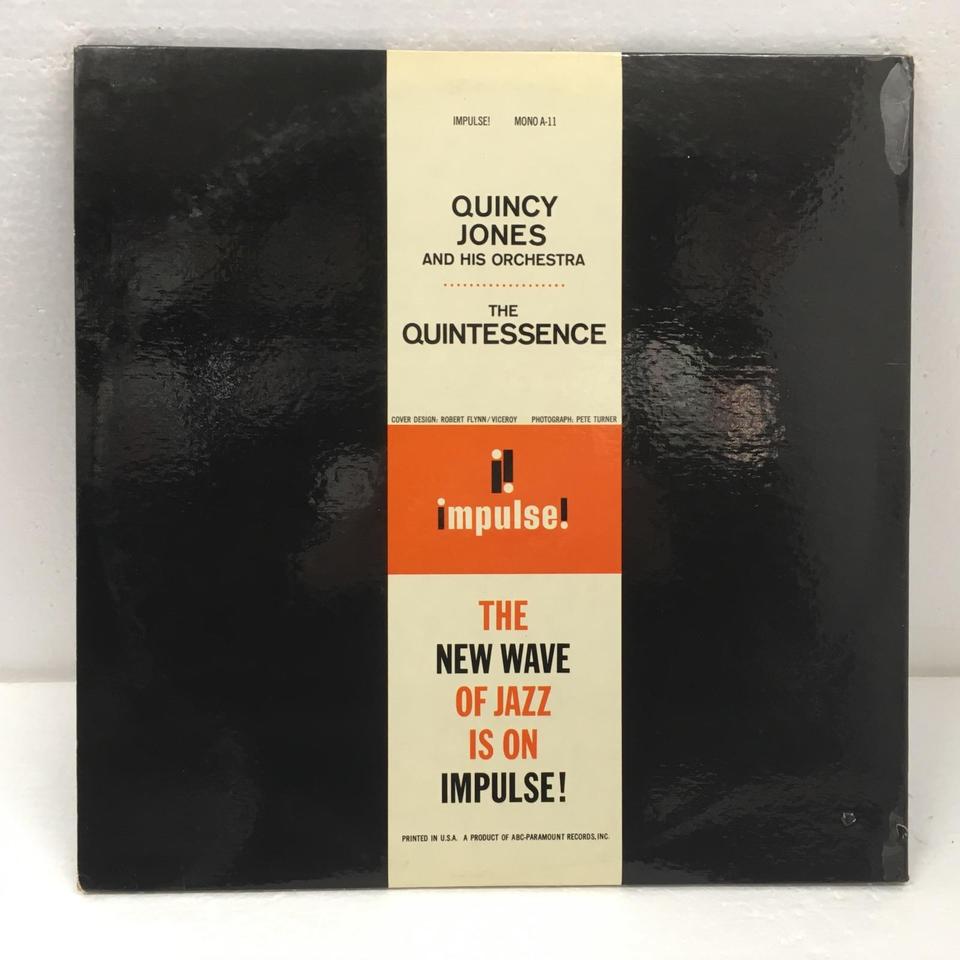 IMPULSE! MONO A-11
QUINCY
JONES
AND HIS ORCHESTRA
THE
QUINTESSENCE
COVER DESIGN: ROBERT FLYNN/VICEROY PHOTOGRAPH: PETE TURNER
i!
impulse!
THE
NEW WAVE
OF JAZZ
IS ON
IMPULSE!
PRINTED IN U.S.A. A PRODUCT OF ABC-PARAMOUNT RECORDS, INC.